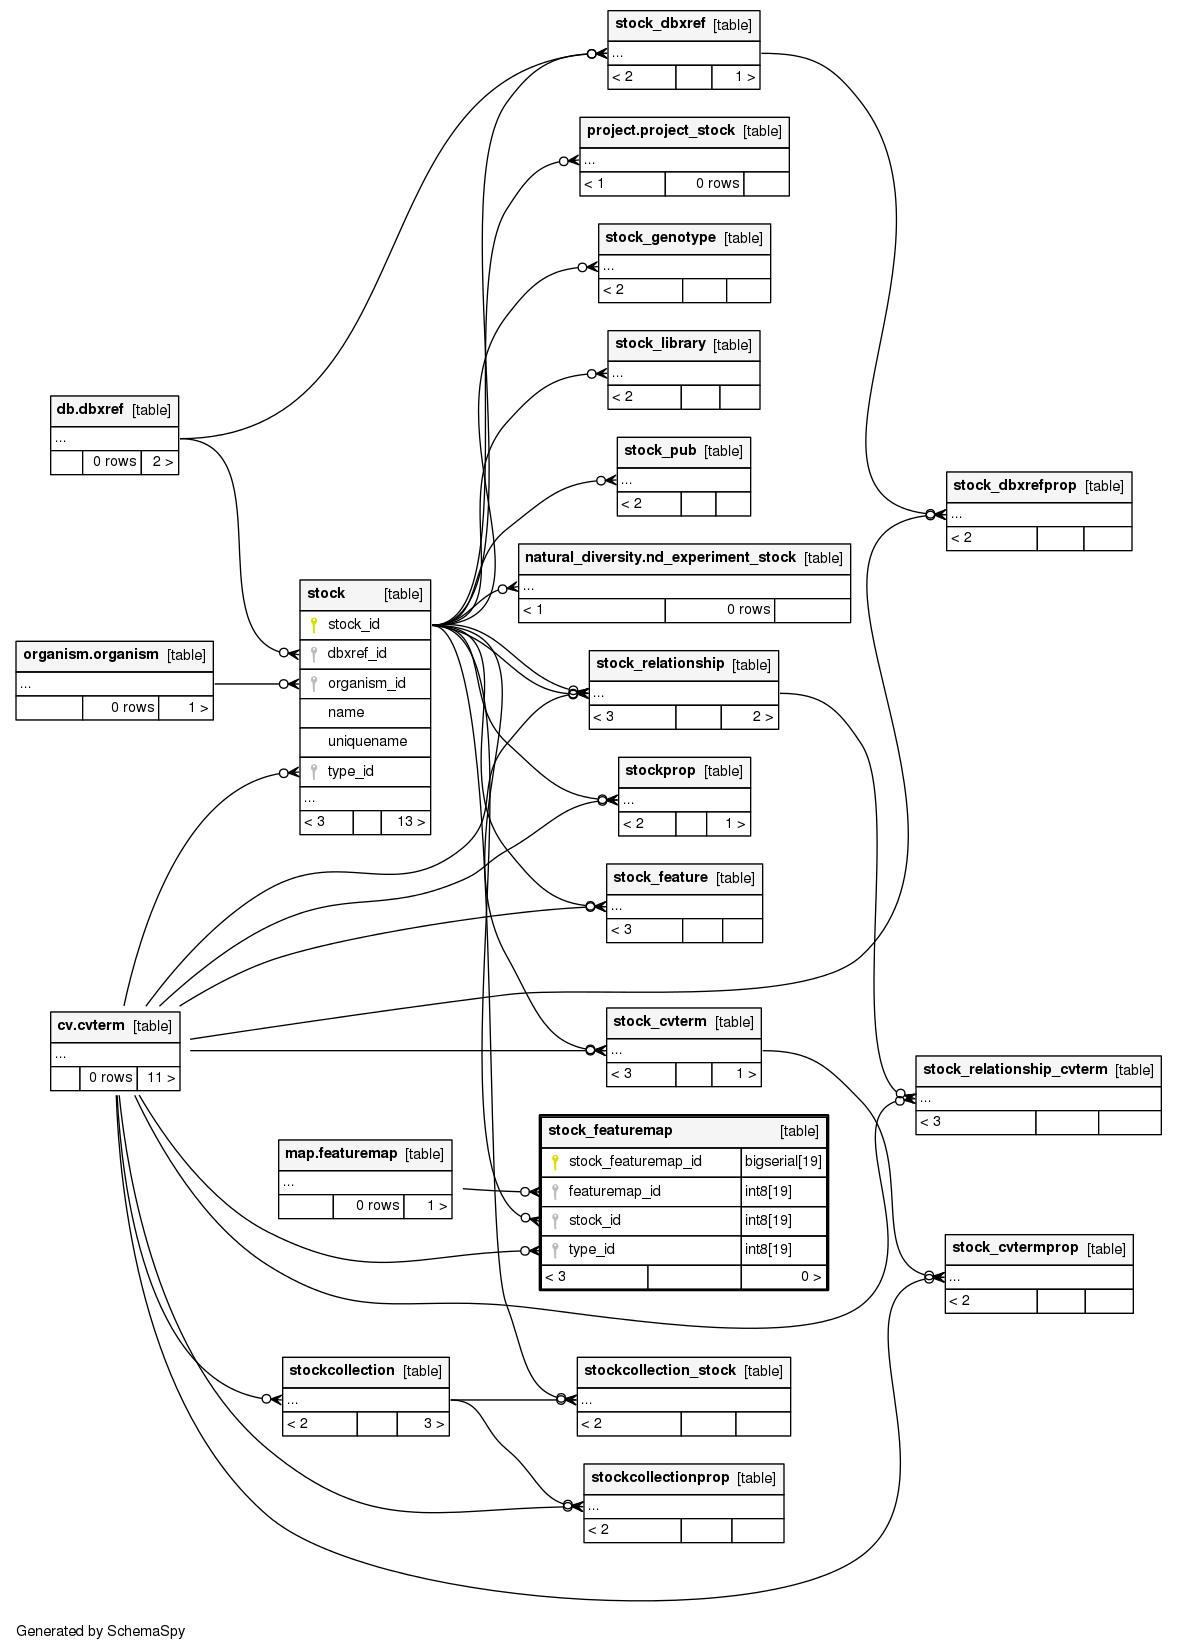 stock_dbxref [table]
...
< 2 1 >
project.project_stock [table]
...
< 1 0 rows
stock_genotype [table]
...
< 2
stock_library [table]
...
< 2
db.dbxref [table]
...
0 rows 2 >
stock_pub [table]
...
< 2
stock_dbxrefprop [table]
...
< 2
natural_diversity.nd_experiment_stock [table]
...
< 1 0 rows
stock [table]
stock_id
dbxref_id
organism_id
name
uniquename
type_id
...
< 3 13 >
organism.organism [table]
...
0 rows 1 >
stock_relationship [table]
...
< 3 2 >
stockprop [table]
...
< 2 1 >
stock_feature [table]
...
< 3
cv.cvterm [table]
...
0 rows 11 >
stock_cvterm [table]
...
< 3 1 >
stock_relationship_cvterm [table]
...
< 3
map.featuremap [table]
...
0 rows 1 >
stock_featuremap [table]
stock_featuremap_id bigserial[19]
featuremap_id int8[19]
stock_id int8[19]
type_id int8[19]
< 3 0 >
stock_cvtermprop [table]
...
< 2
stockcollection [table]
...
< 2 3 >
stockcollection_stock [table]
...
< 2
stockcollectionprop [table]
...
< 2
Generated by SchemaSpy